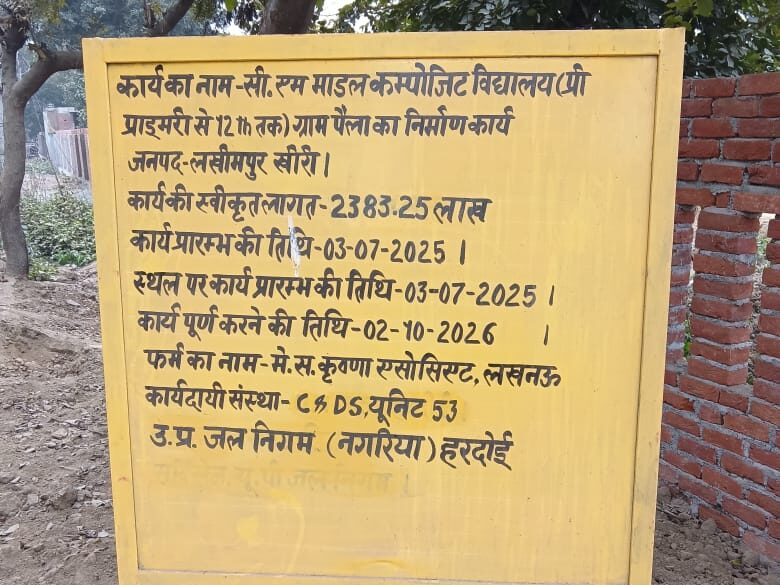 कार्य का नाम -सी. एम माडल कम्पोजिट विद्यालय (प्री
प्राइमरी से 12 th तक) ग्राम पैला का निर्माण कार्य
जनपद-लखीमपुर खीरी।
कार्य की स्वीकृत लागत-2383.25 लाख
कार्य प्रारम्भ की तिथि-03-07-2025 ।
स्थल पर कार्य प्रारम्भ की तिथि-03-07-2025 ।
कार्य पूर्ण करने की तिथि-02-10-2026 ।
फर्म का नाम-मे. स. कृष्णा एसोसिएट, लखनऊ
कार्यदायी संस्था- C & DS, यूनिट 53
उ. प्र. जल निगम (नगरिया) हरदोई